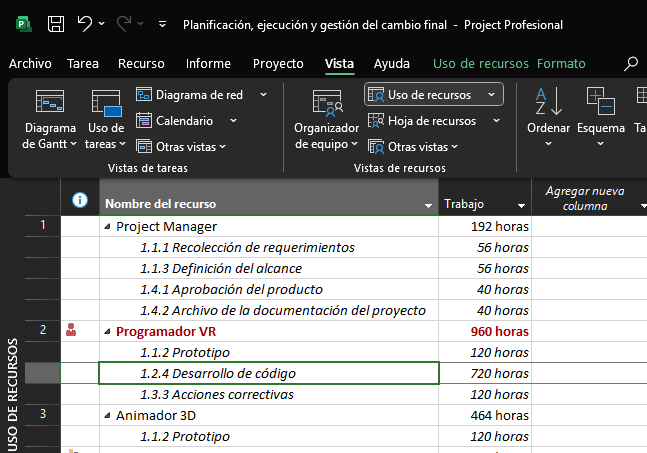 Planificación, ejecución y gestión del cambio final - Project Profesional
Archivo Tarea Recurso Informe Proyecto Vista Ayuda Uso de recursos Formato
Diagrama de Gantt
Uso de tareas
Diagrama de red
Calendario
Otras vistas
Vistas de tareas
Organizador de equipo
Uso de recursos
Hoja de recursos
Otras vistas
Vistas de recursos
A
Z
Ordenar
Esquema
Nombre del recurso Trabajo Agregar nueva columna
1 Project Manager 192 horas
1.1.1 Recolección de requerimientos 56 horas
1.1.3 Definición del alcance 56 horas
1.4.1 Aprobación del producto 40 horas
1.4.2 Archivo de la documentación del proyecto 40 horas
2 Programador VR 960 horas
1.1.2 Prototipo 120 horas
1.2.4 Desarrollo de código 720 horas
1.3.3 Acciones correctivas 120 horas
3 Animador 3D 464 horas
1.1.2 Prototipo 120 horas
USO DE RECURSOS